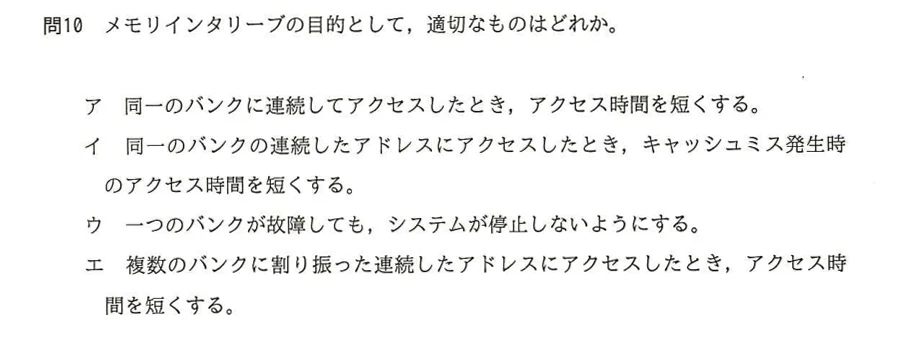 問10 メモリインタリーブの目的として，適切なものはどれか。
ア 同一のバンクに連続してアクセスしたとき，アクセス時間を短くする。
イ 同一のバンクの連続したアドレスにアクセスしたとき，キャッシュミス発生時
のアクセス時間を短くする。
ウ 一つのバンクが故障しても，システムが停止しないようにする。
エ 複数のバンクに割り振った連続したアドレスにアクセスしたとき，アクセス時
間を短くする。